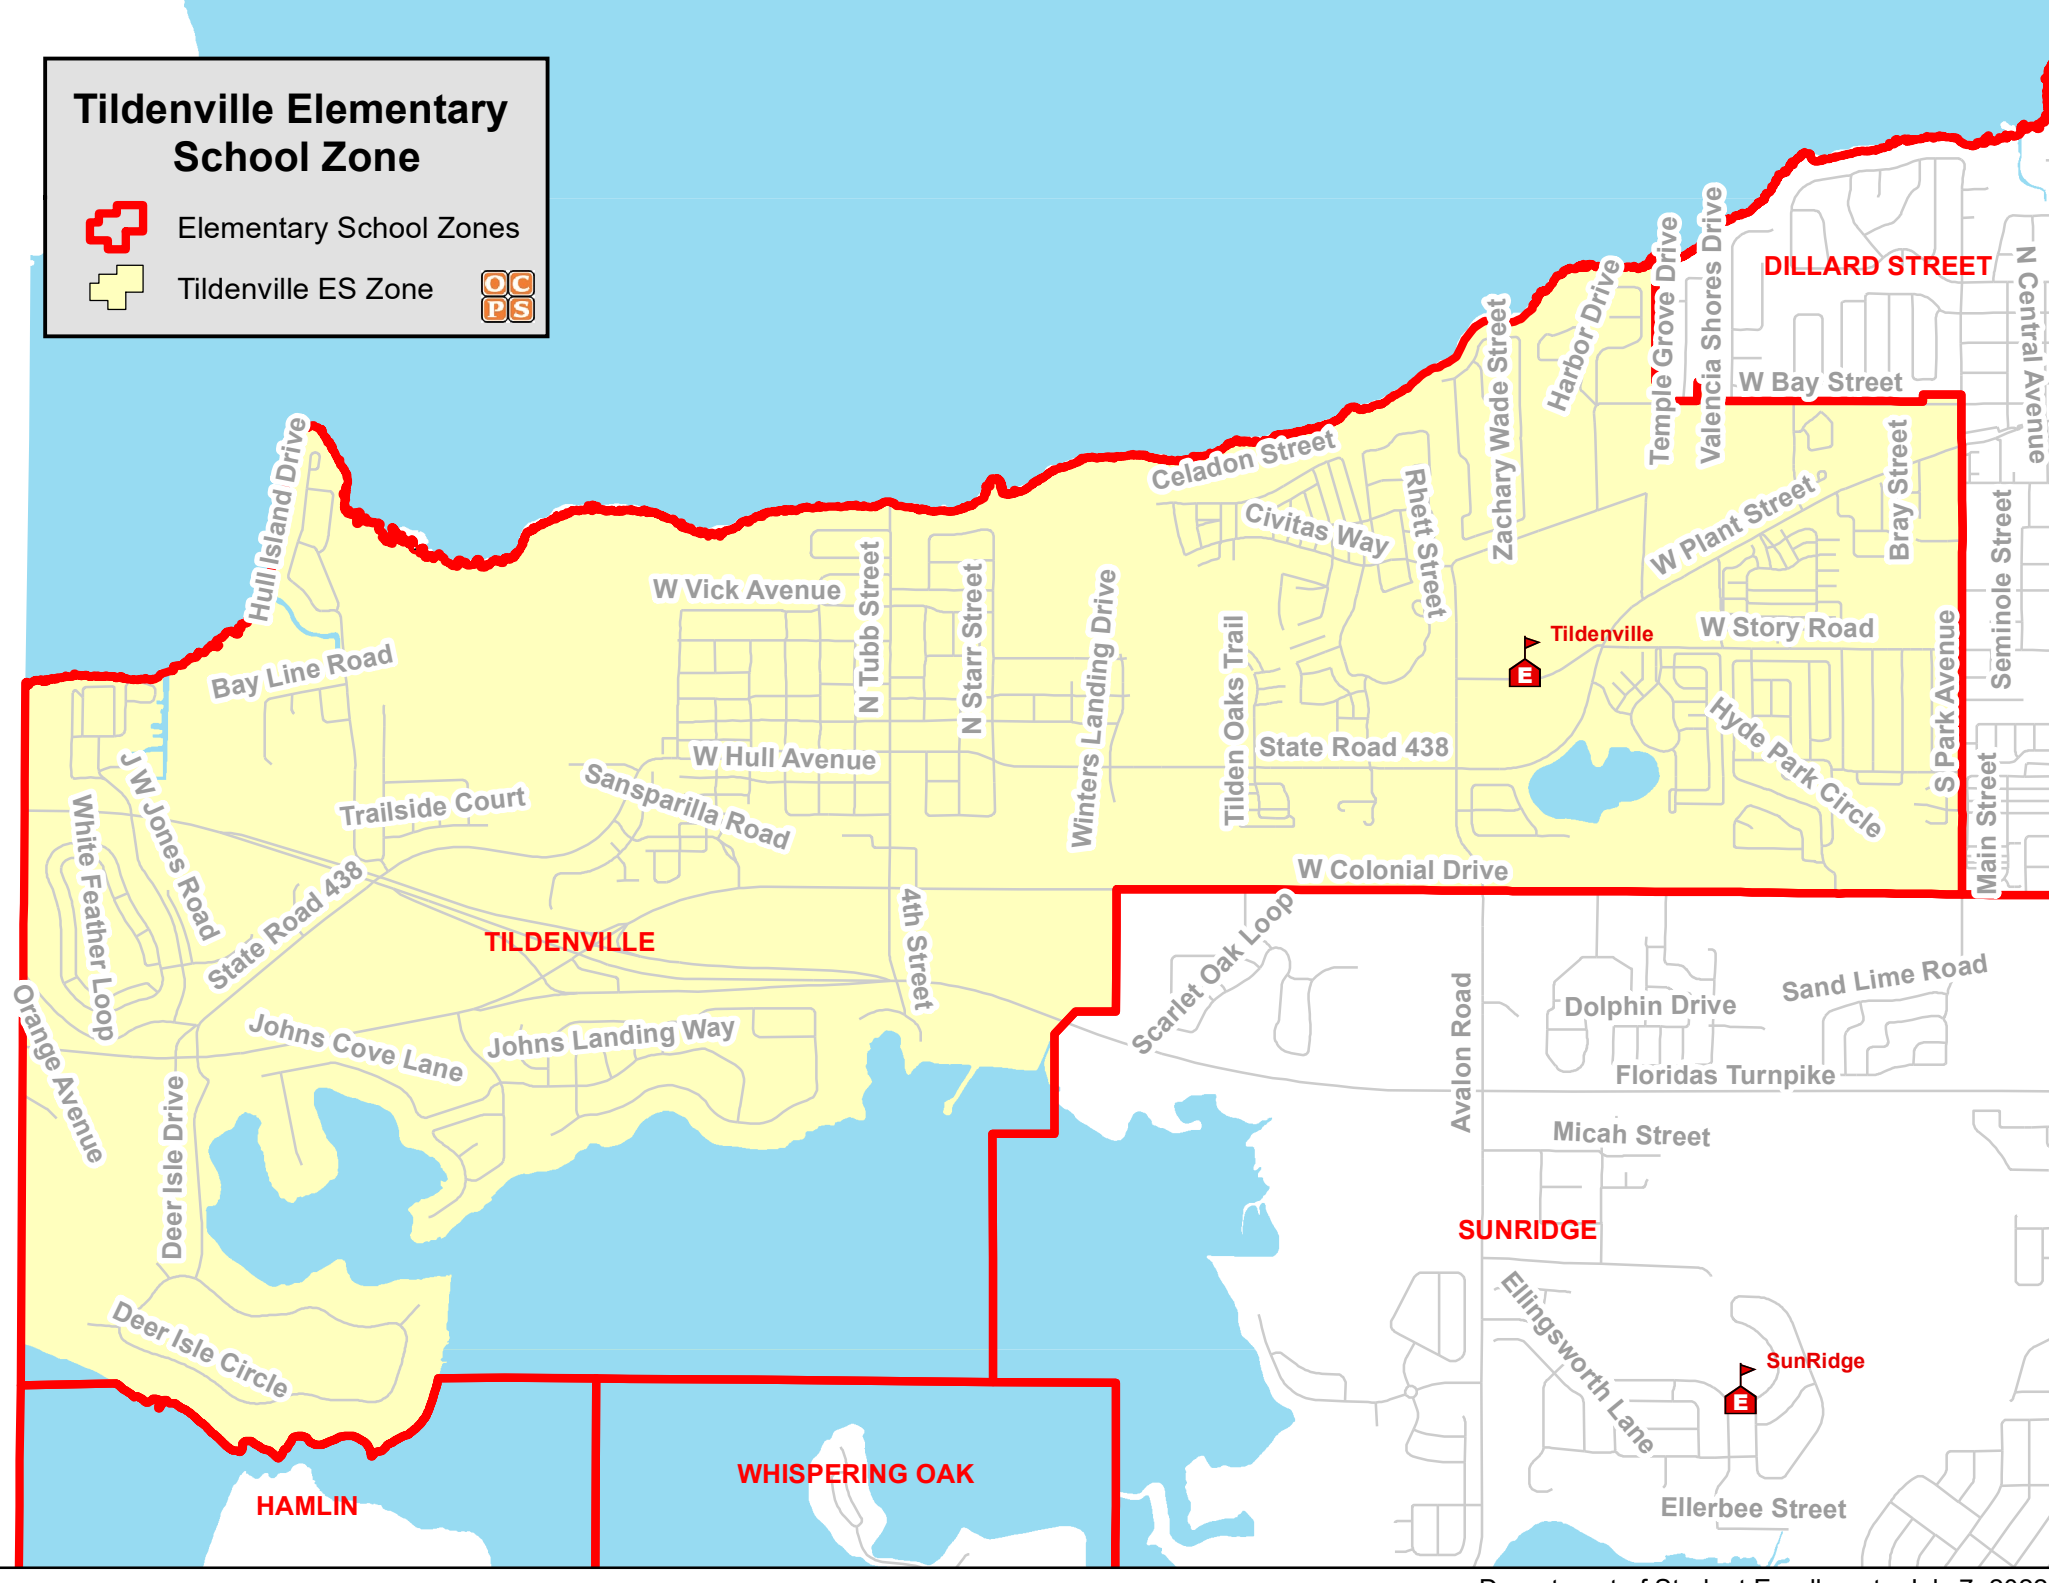 Tildenville Elementary
School Zone
Elementary School Zones
Tildenville ES Zone
O C
P S
DILLARD STREET
N Central Avenue
Temple Grove Drive
Valencia Shores Drive
Harbor Drive
Zachary Wade Street
W Bay Street
Hull Island Drive
Celadon Street
Civitas Way
Rhett Street
W Plant Street
Bray Street
Seminole Street
W Vick Avenue
N Tubb Street
N Starr Street
Winters Landing Drive
Tilden Oaks Trail
Tildenville
E
W Story Road
S Park Avenue
Bay Line Road
Hyde Park Circle
State Road 438
W Hull Avenue
Sansparilla Road
Trailside Court
J W Jones Road
White Feather Loop
Main Street
W Colonial Drive
State Road 438
4th Street
TILDENVILLE
Scarlet Oak Loop
Avalon Road
Sand Lime Road
Dolphin Drive
Orange Avenue
Johns Cove Lane
Johns Landing Way
Floridas Turnpike
Deer Isle Drive
Micah Street
SUNRIDGE
Ellingsworth Lane
Deer Isle Circle
SunRidge
E
WHISPERING OAK
HAMLIN
Ellerbee Street